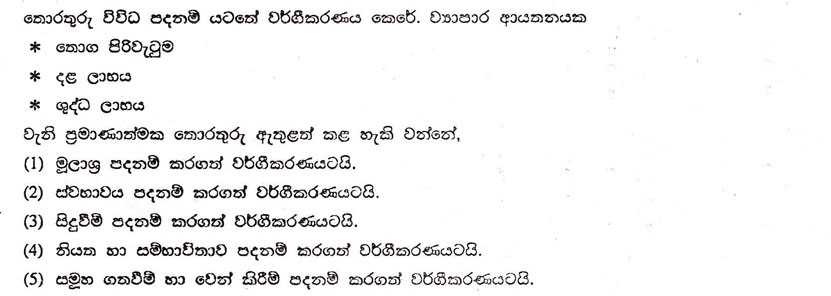 තොරතුරු විවිධ පදනම් යටතේ වර්ගීකරණය කෙරේ. ව්‍යාපාර ආයතනයක
* තොග පිරිවැටුම
* දළ ලාභය
* ශුද්ධ ලාභය
වැනි ප්‍රමාණාත්මක තොරතුරු ඇතුළත් කළ හැකි වන්නේ,
(1) මූලාශ්‍ර පදනම් කරගත් වර්ගීකරණයටයි.
(2) ස්වභාවය පදනම් කරගත් වර්ගීකරණයටයි.
(3) සිදුවීම් පදනම් කරගත් වර්ගීකරණයටයි.
(4) නියත හා සම්භාවිතාව පදනම් කරගත් වර්ගීකරණයටයි.
(5) සමූහ ගතවීම් හා වෙන් කිරීම් පදනම් කරගත් වර්ගීකරණයටයි.